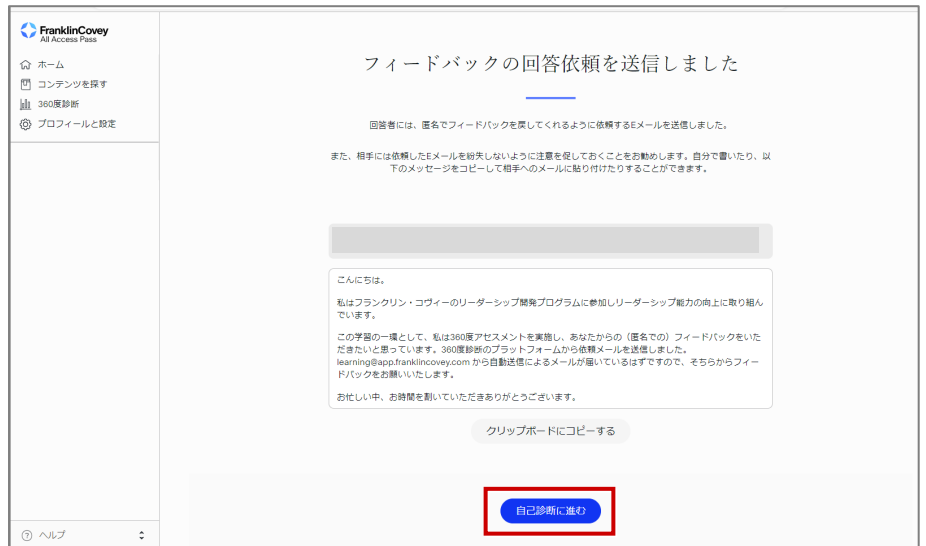 FranklinCovey
All Access Pass
ホーム
コンテンツを探す
360度診断
プロフィールと設定
フィードバックの回答依頼を送信しました
回答者には、匿名でフィードバックを戻してくれるように依頼するEメールを送信しました。
また、相手には依頼したEメールを紛失しないように注意を促しておくことをお勧めします。自分で書いたり、以
下のメッセージをコピーして相手へのメールに貼り付けたりすることができます。
こんにちは。
私はフランクリン・コヴィーのリーダーシップ開発プログラムに参加しリーダーシップ能力の向上に取り組ん
でいます。
この学習の一環として、私は360度アセスメントを実施し、あなたからの（匿名での）フィードバックをいた
だきたいと思っています。360度診断のプラットフォームから依頼メールを送信しました。
learning@app.franklincovey.com から自動送信によるメールが届いているはずですので、そちらからフィー
ドバックをお願いいたします。
お忙しい中、お時間を割いていただきありがとうございます。
クリップボードにコピーする
自己診断に進む
ヘルプ